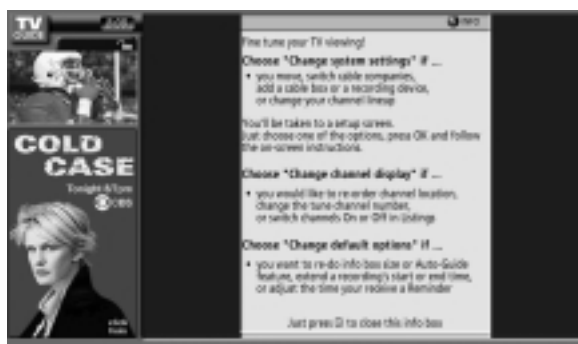 TV
GUIDE
INFO
Fine tune your TV viewing!
Choose "Change system settings" if ...
• you move, switch cable companies,
add a cable box or a recording device,
or change your channel lineup
You'll be taken to a setup screen.
Just choose one of the options, press OK and follow
the on-screen instructions.
Choose "Change channel display" if ...
• you would like to re-order channel location,
change the tune-channel number,
or switch channels On or Off in Listings
Choose "Change default options" if ...
• you want to re-do info box size or Auto-Guide
feature, extend a recording's start or end time,
or adjust the time your receive a Reminder
Just press to close this info box
COLD
CASE
Tonight 8/7pm
CBS